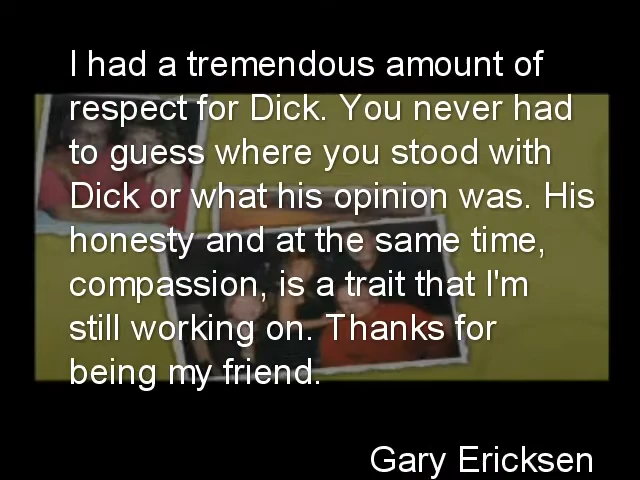 I had a tremendous amount of
respect for Dick. You never had
to guess where you stood with
Dick or what his opinion was. His
honesty and at the same time,
compassion, is a trait that I'm
still working on. Thanks for
being my friend.
Gary Ericksen